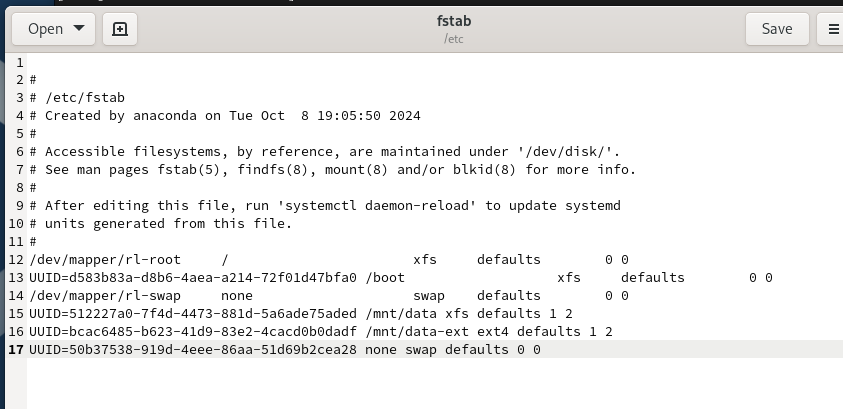 Open
fstab
/etc
Save
1
2 #
3 # /etc/fstab
4 # Created by anaconda on Tue Oct  8 19:05:50 2024
5 #
6 # Accessible filesystems, by reference, are maintained under '/dev/disk/'.
7 # See man pages fstab(5), findfs(8), mount(8) and/or blkid(8) for more info.
8 #
9 # After editing this file, run 'systemctl daemon-reload' to update systemd
10 # units generated from this file.
11 #
12 /dev/mapper/rl-root     /                       xfs     defaults        0 0
13 UUID=d583b83a-d8b6-4aea-a214-72f01d47bfa0 /boot                   xfs     defaults        0 0
14 /dev/mapper/rl-swap     none                    swap    defaults        0 0
15 UUID=512227a0-7f4d-4473-881d-5a6ade75aded /mnt/data xfs defaults 1 2
16 UUID=bcac6485-b623-41d9-83e2-4cacd0b0dadf /mnt/data-ext ext4 defaults 1 2
17 UUID=50b37538-919d-4eee-86aa-51d69b2cea28 none swap defaults 0 0